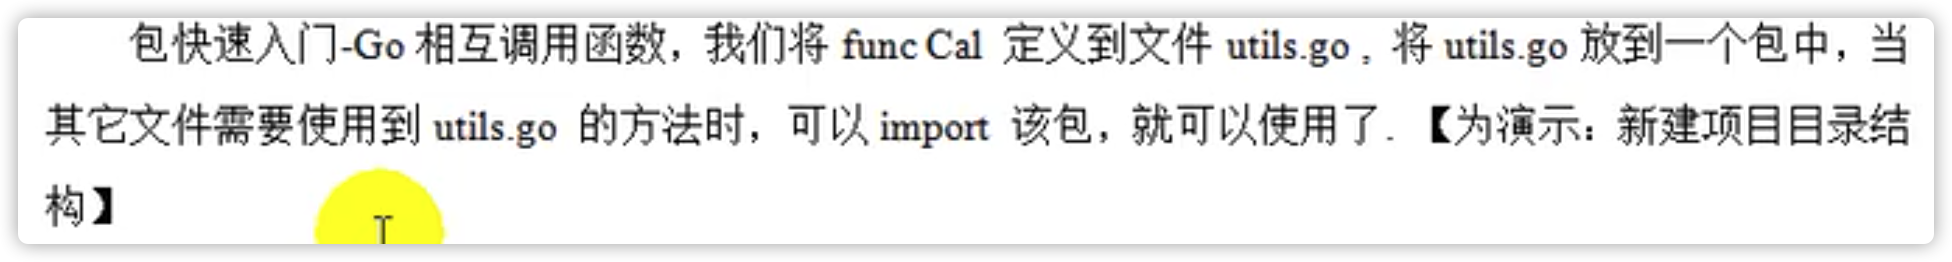 包快速入门-Go 相互调用函数，我们将 func Cal 定义到文件 utils.go , 将 utils.go 放到一个包中，当
其它文件需要使用到 utils.go 的方法时，可以 import 该包，就可以使用了. 【为演示：新建项目目录结
构】